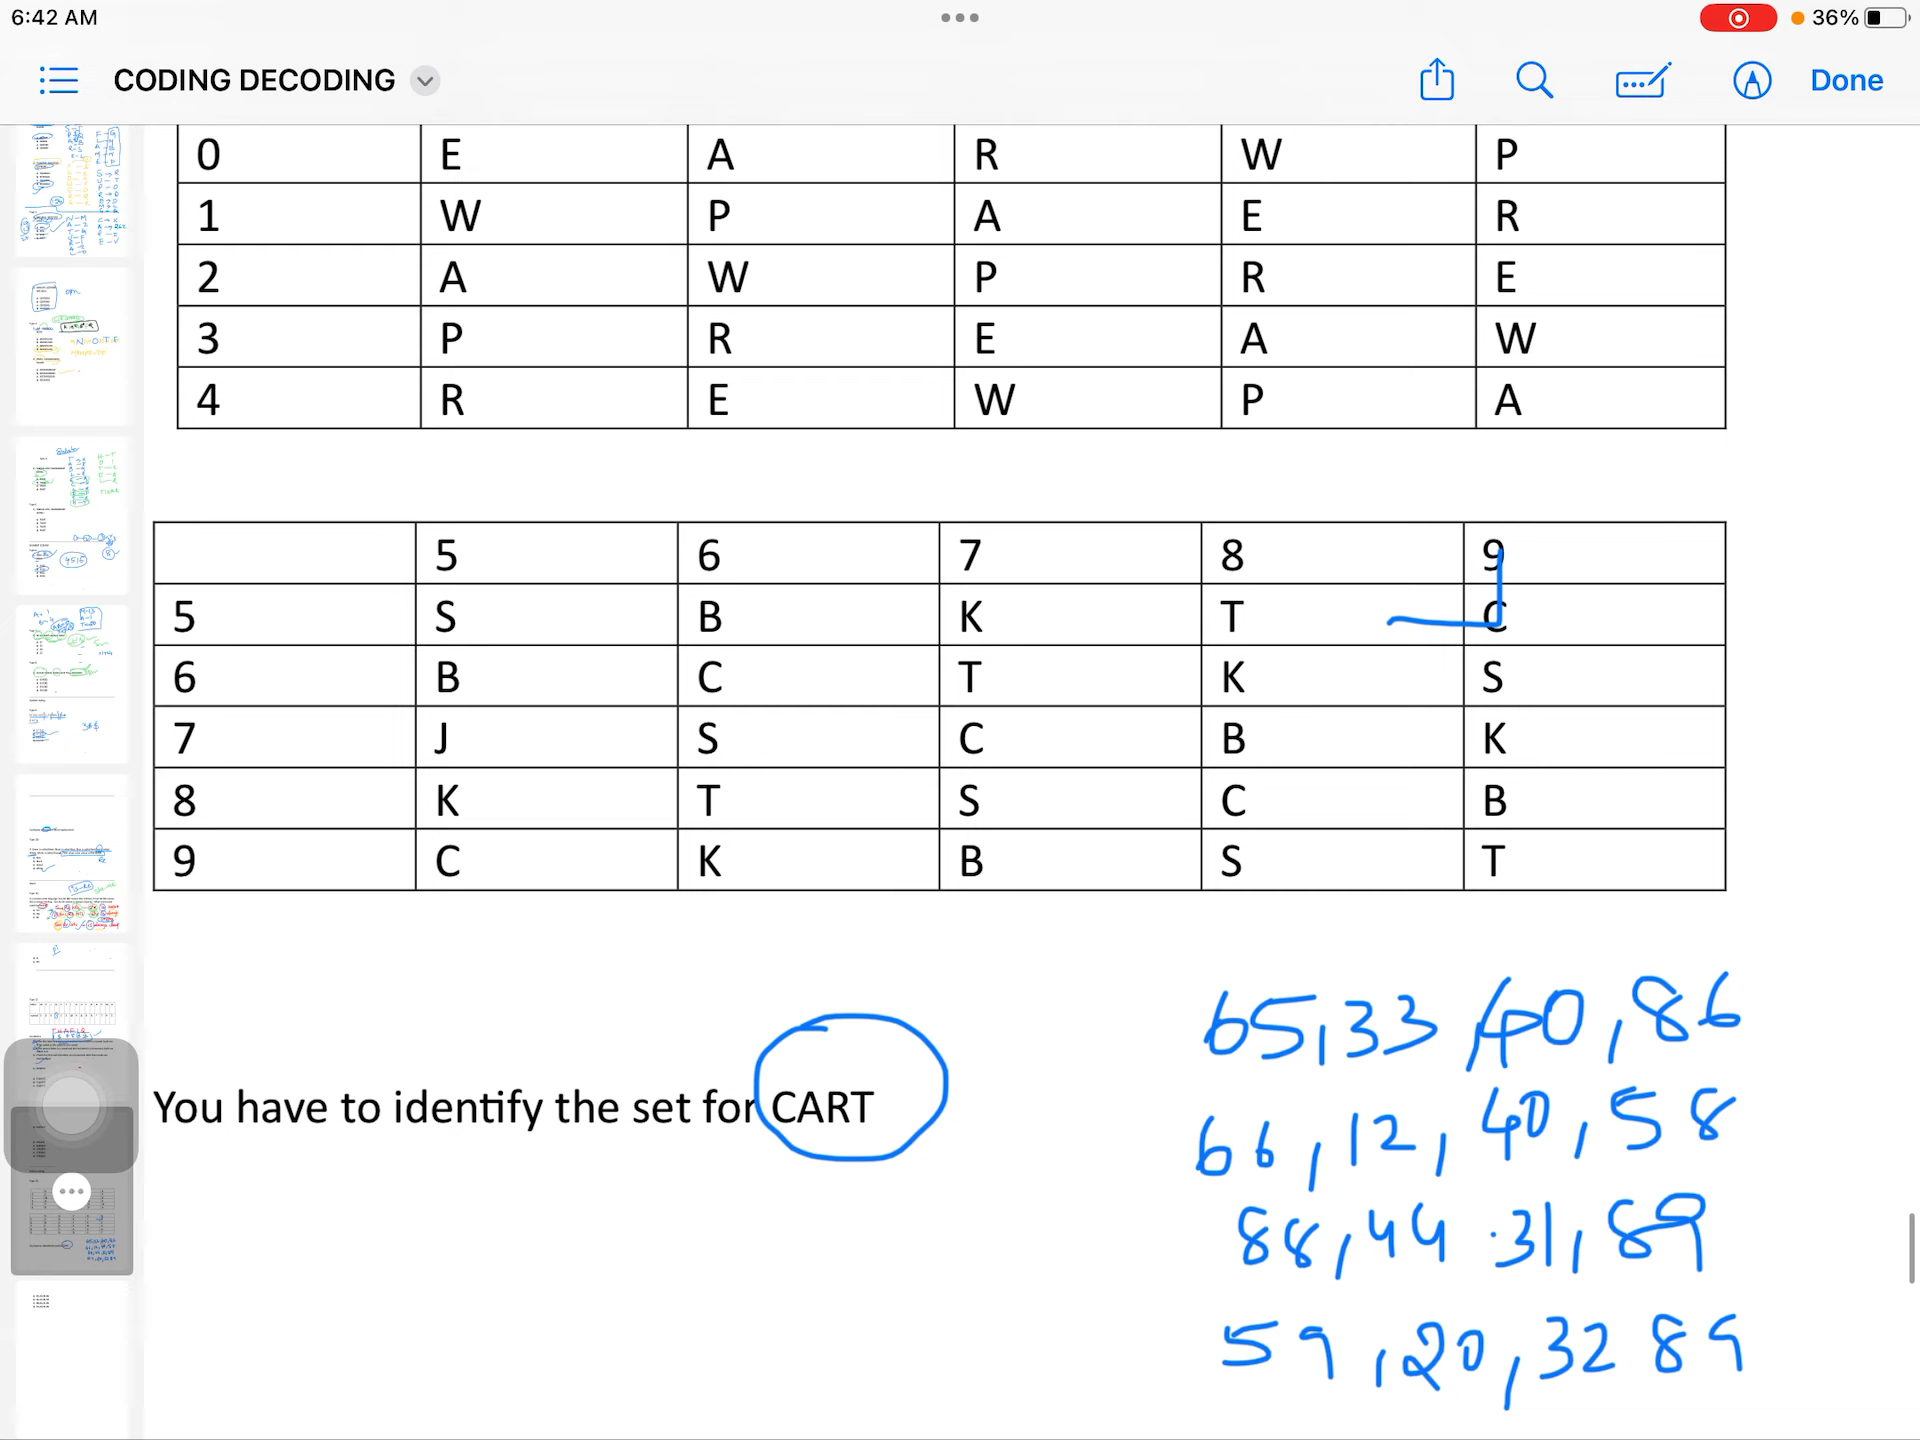 6:42 AM
36%
CODING DECODING
Done
0 E A R W P
1 W P A E R
2 A W P R E
3 P R E A W
4 R E W P A
5 6 7 8 9
5 S B K T C
6 B C T K S
7 J S C B K
8 K T S C B
9 C K B S T
65,33,40,86
You have to identify the set for CART
66,12,40,58
88,44.31,89
59,20,32 89